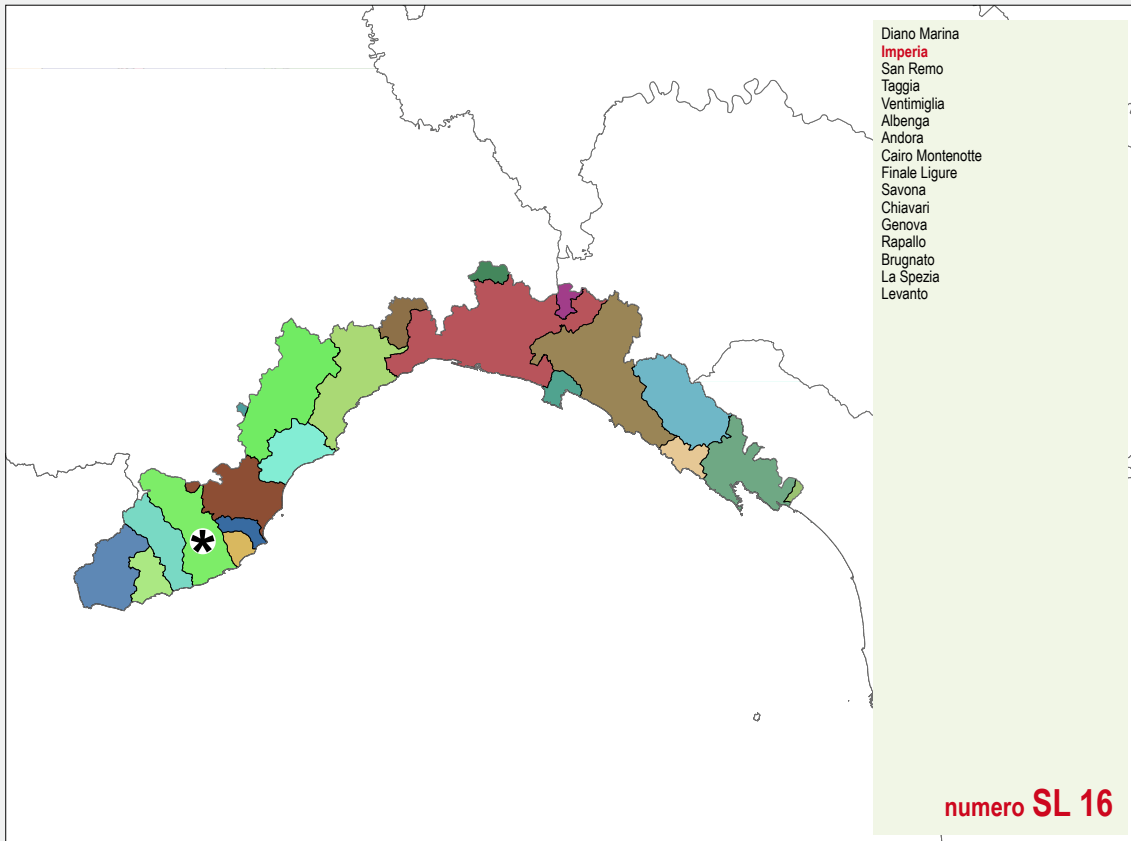 Diano Marina
Imperia
San Remo
Taggia
Ventimiglia
Albenga
Andora
Cairo Montenotte
Finale Ligure
Savona
Chiavari
Genova
Rapallo
Brugnato
La Spezia
Levanto
*
numero SL 16